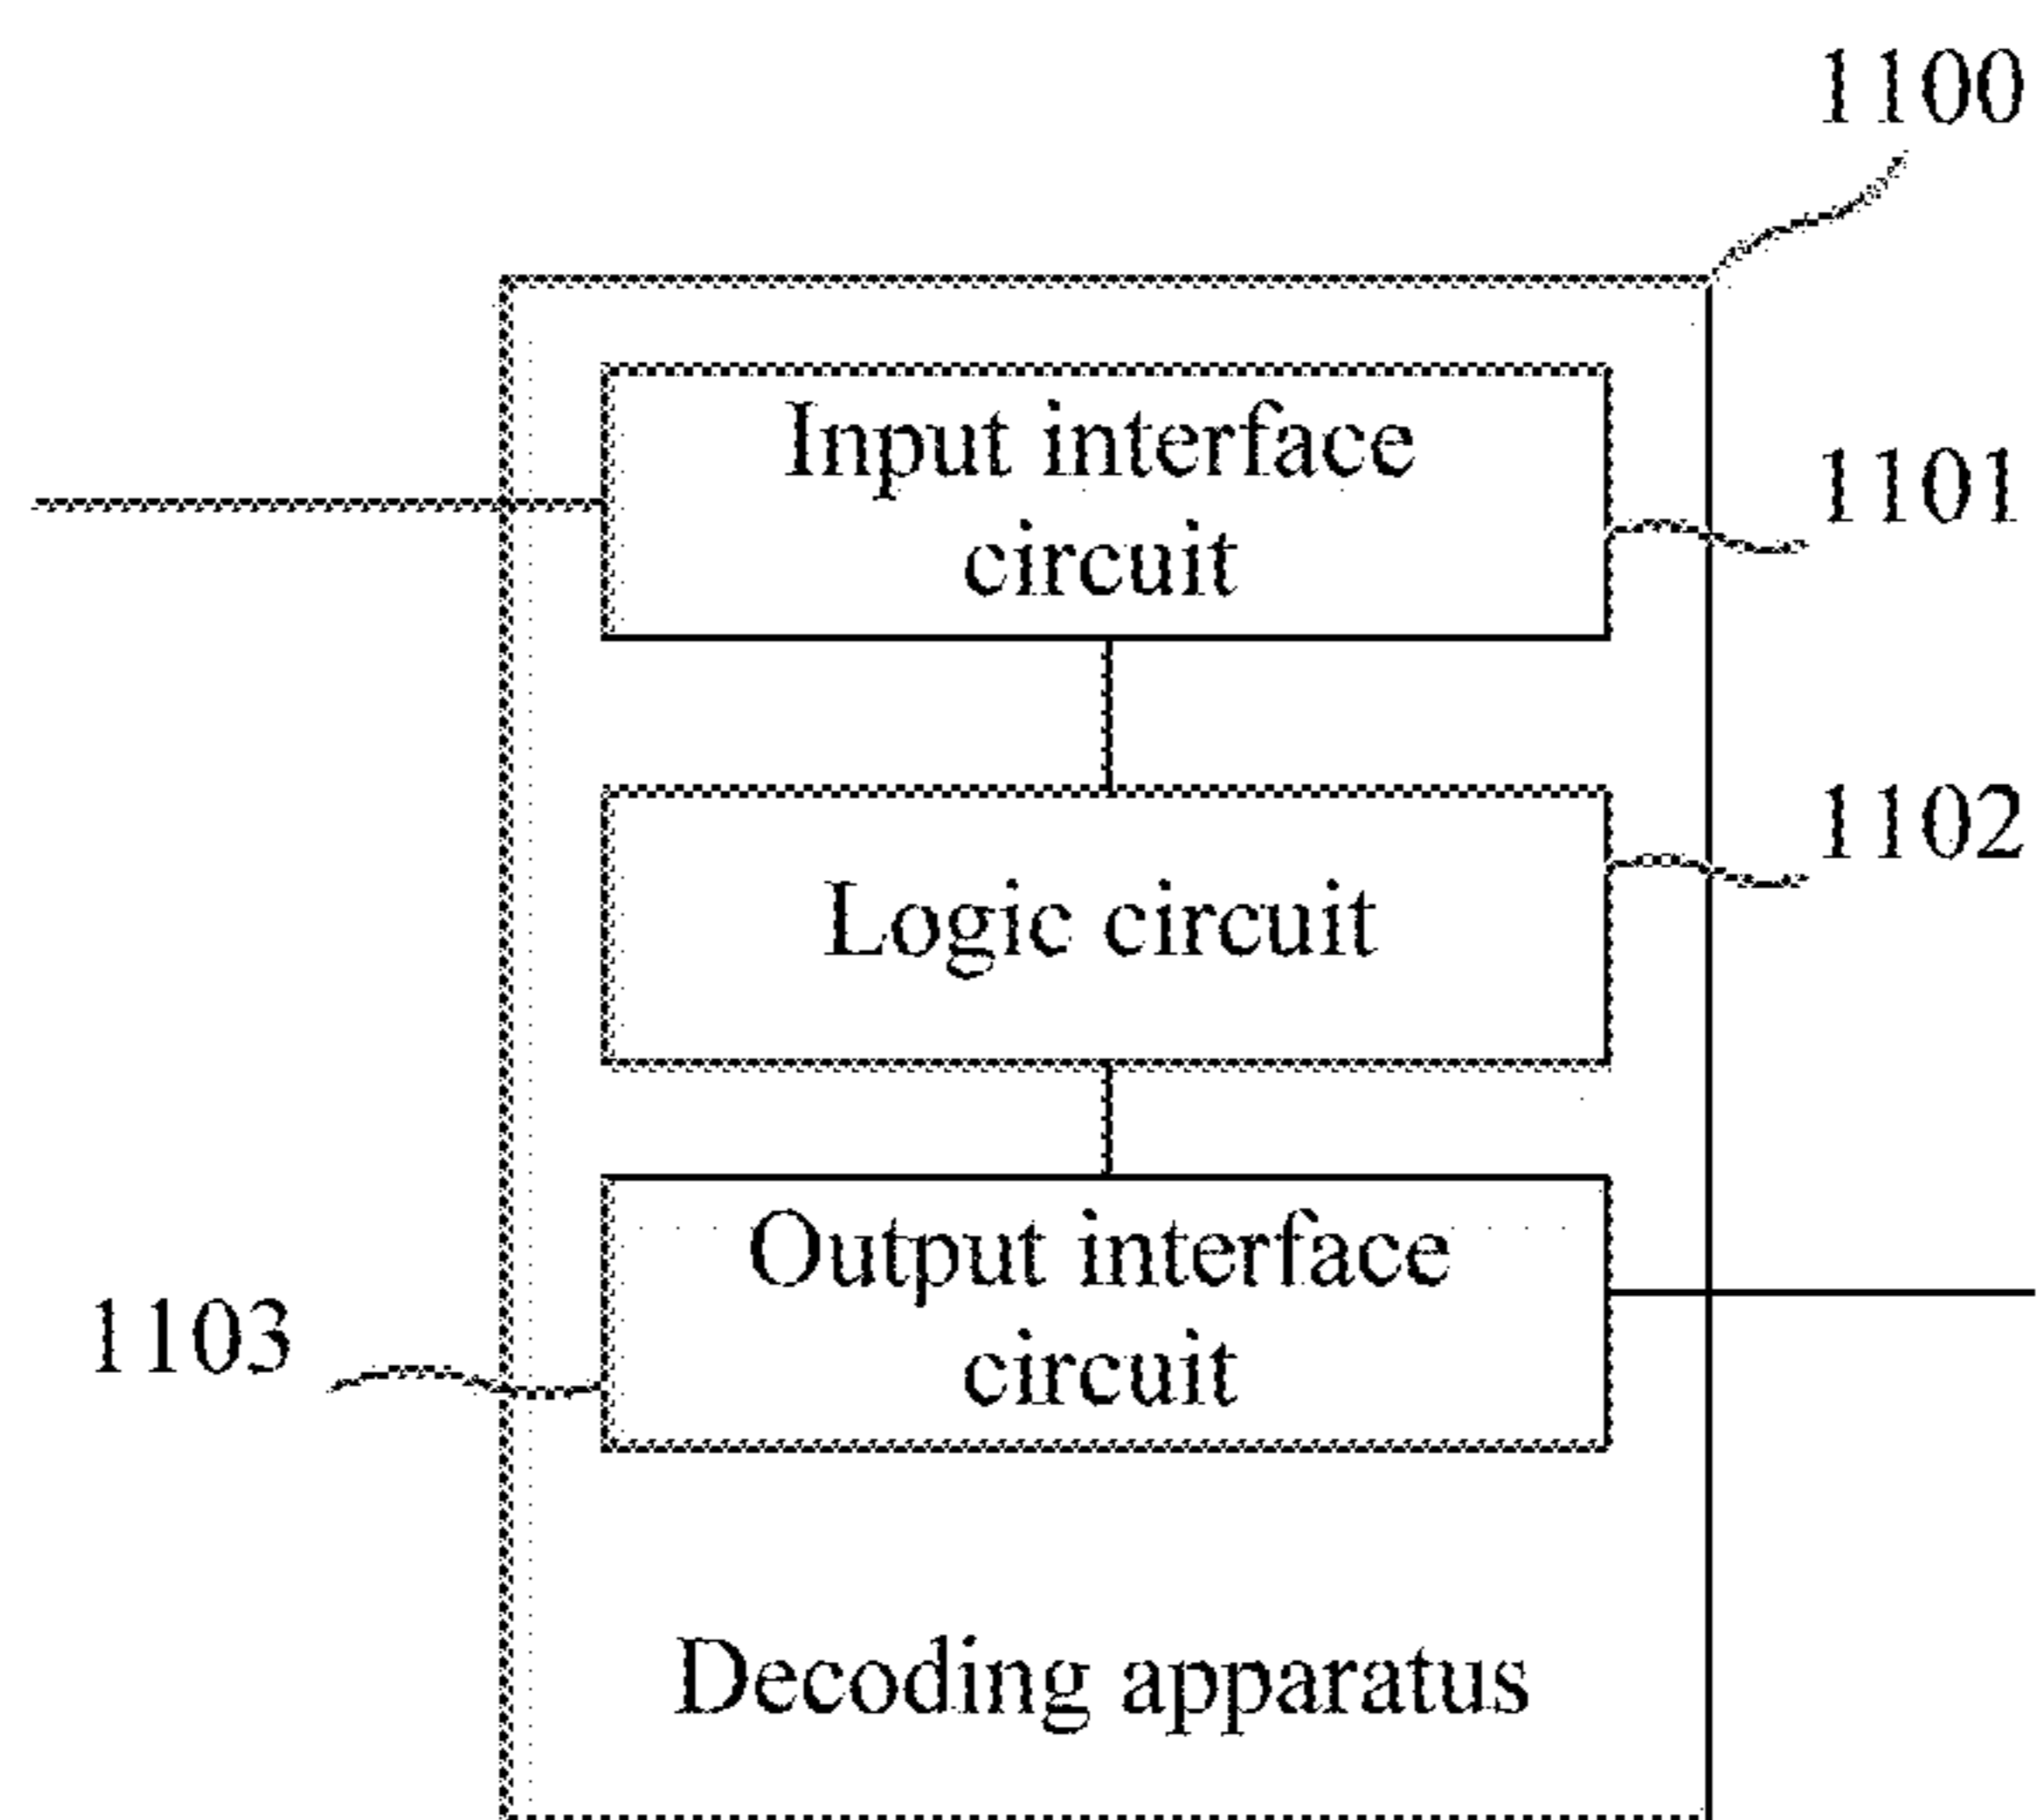 1100
Input interface
circuit
1101
Logic circuit
1102
Output interface
circuit
1103
Decoding apparatus